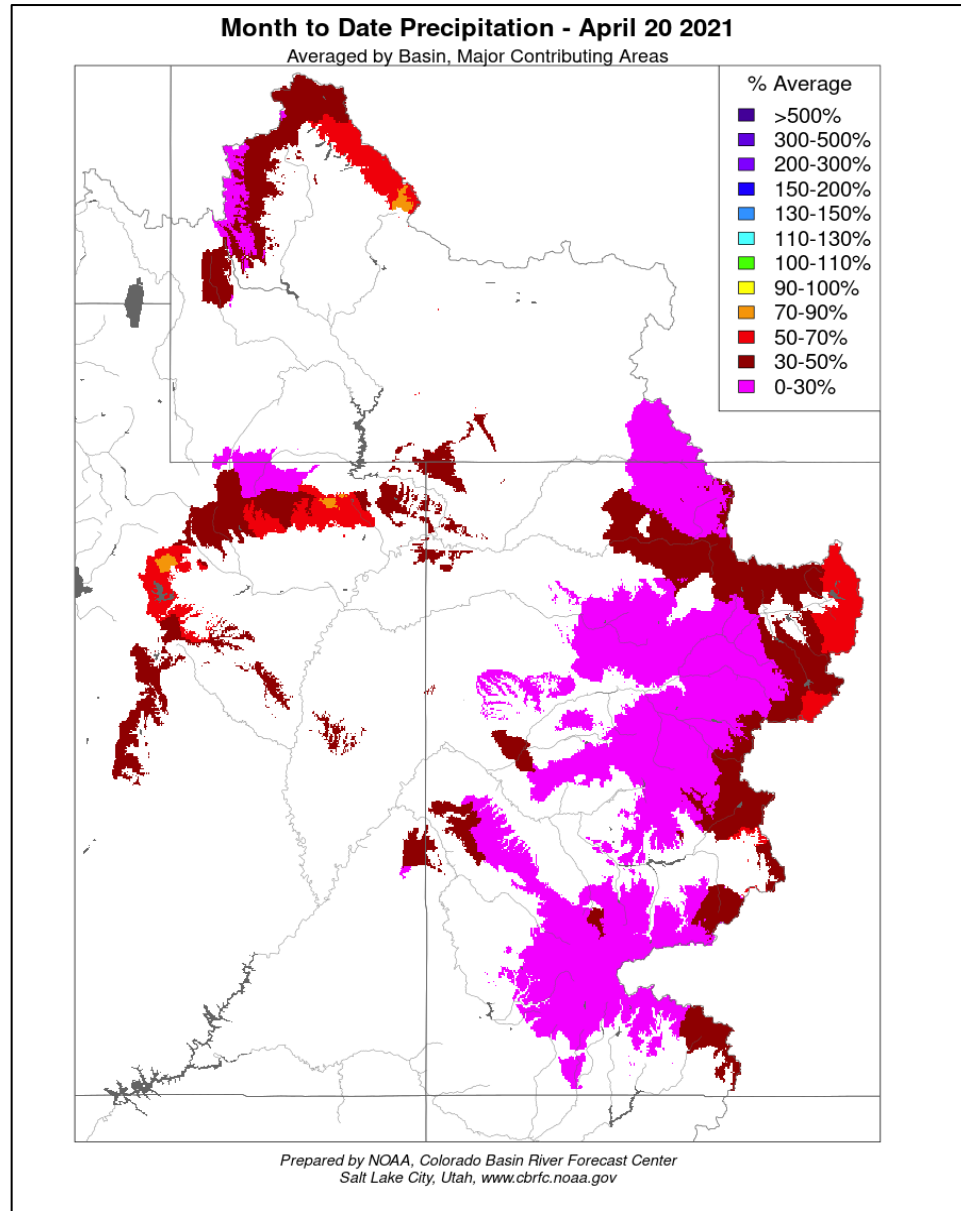 Month to Date Precipitation - April 20 2021
Averaged by Basin, Major Contributing Areas
% Average
>500%
300-500%
200-300%
150-200%
130-150%
110-130%
100-110%
90-100%
70-90%
50-70%
30-50%
0-30%
Prepared by NOAA, Colorado Basin River Forecast Center
Salt Lake City, Utah, www.cbrfc.noaa.gov